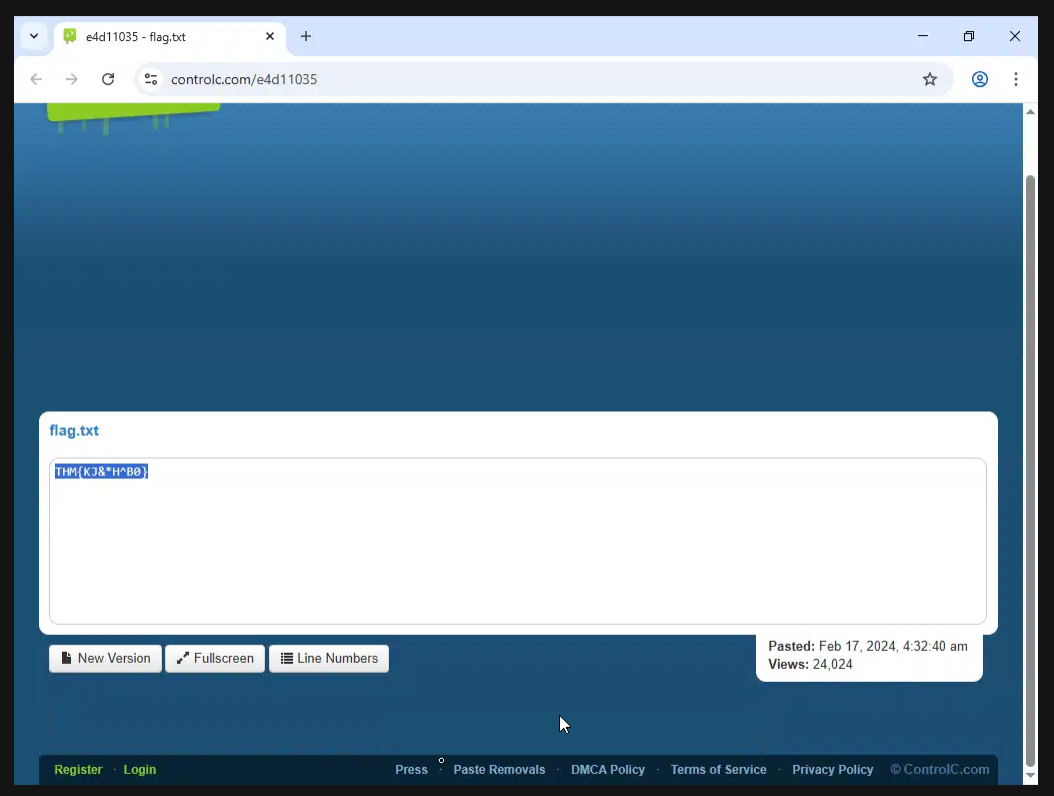 e4d11035 - flag.txt
controlc.com/e4d11035
flag.txt
THM{KJ&*H^B0}
New Version Fullscreen Line Numbers
Pasted: Feb 17, 2024, 4:32:40 am
Views: 24,024
Register · Login Press · Paste Removals · DMCA Policy · Terms of Service · Privacy Policy © ControlC.com